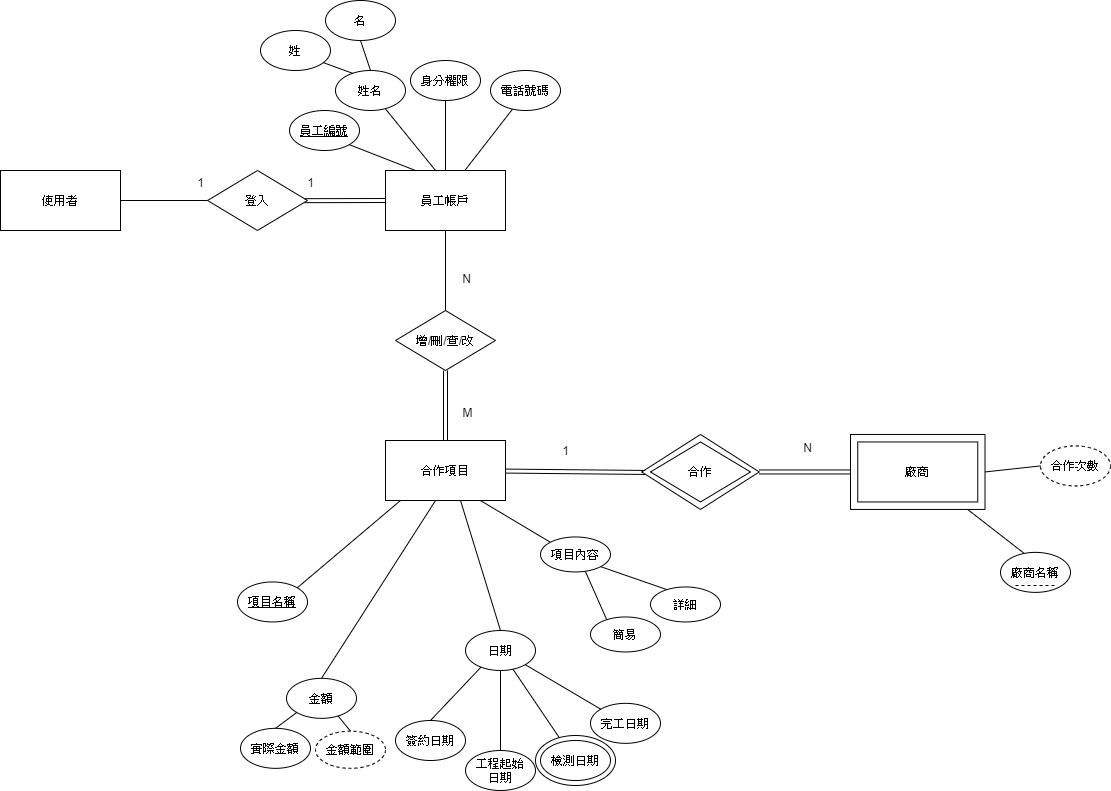 名
姓
姓名
身分權限
電話號碼
員工編號
使用者
1
登入
1
員工帳戶
N
增/刪/查/改
M
合作項目
1
合作
N
廠商
合作次數
廠商名稱
項目內容
詳細
簡易
項目名稱
日期
金額
實際金額
金額範圍
簽約日期
工程起始
日期
檢測日期
完工日期